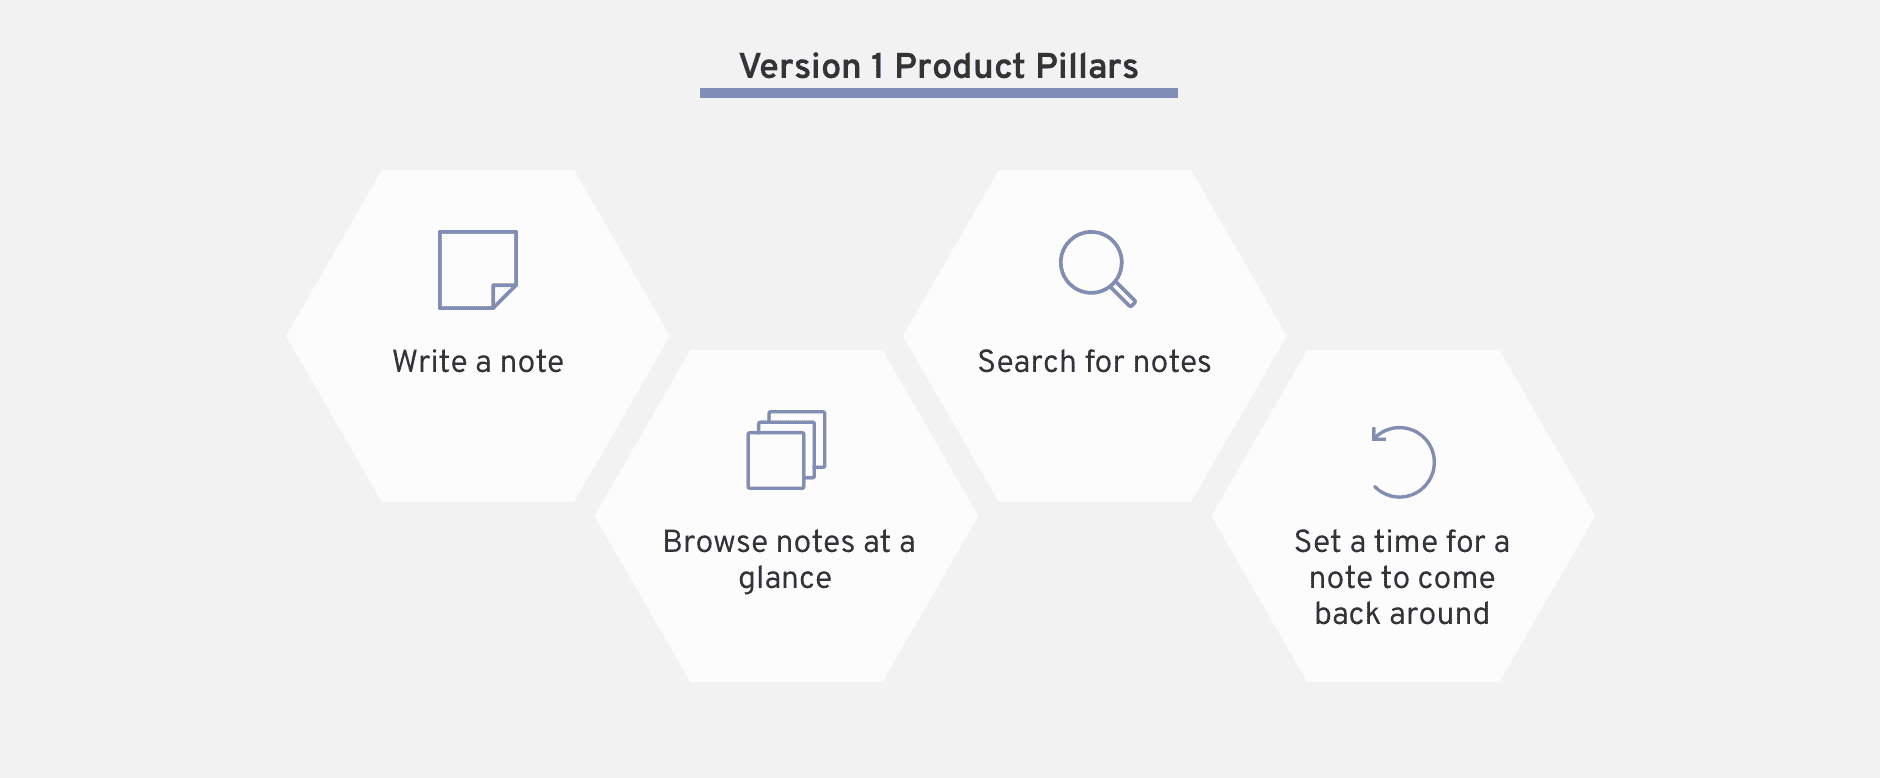 Version 1 Product Pillars
Write a note
Browse notes at a
glance
Search for notes
Set a time for a
note to come
back around